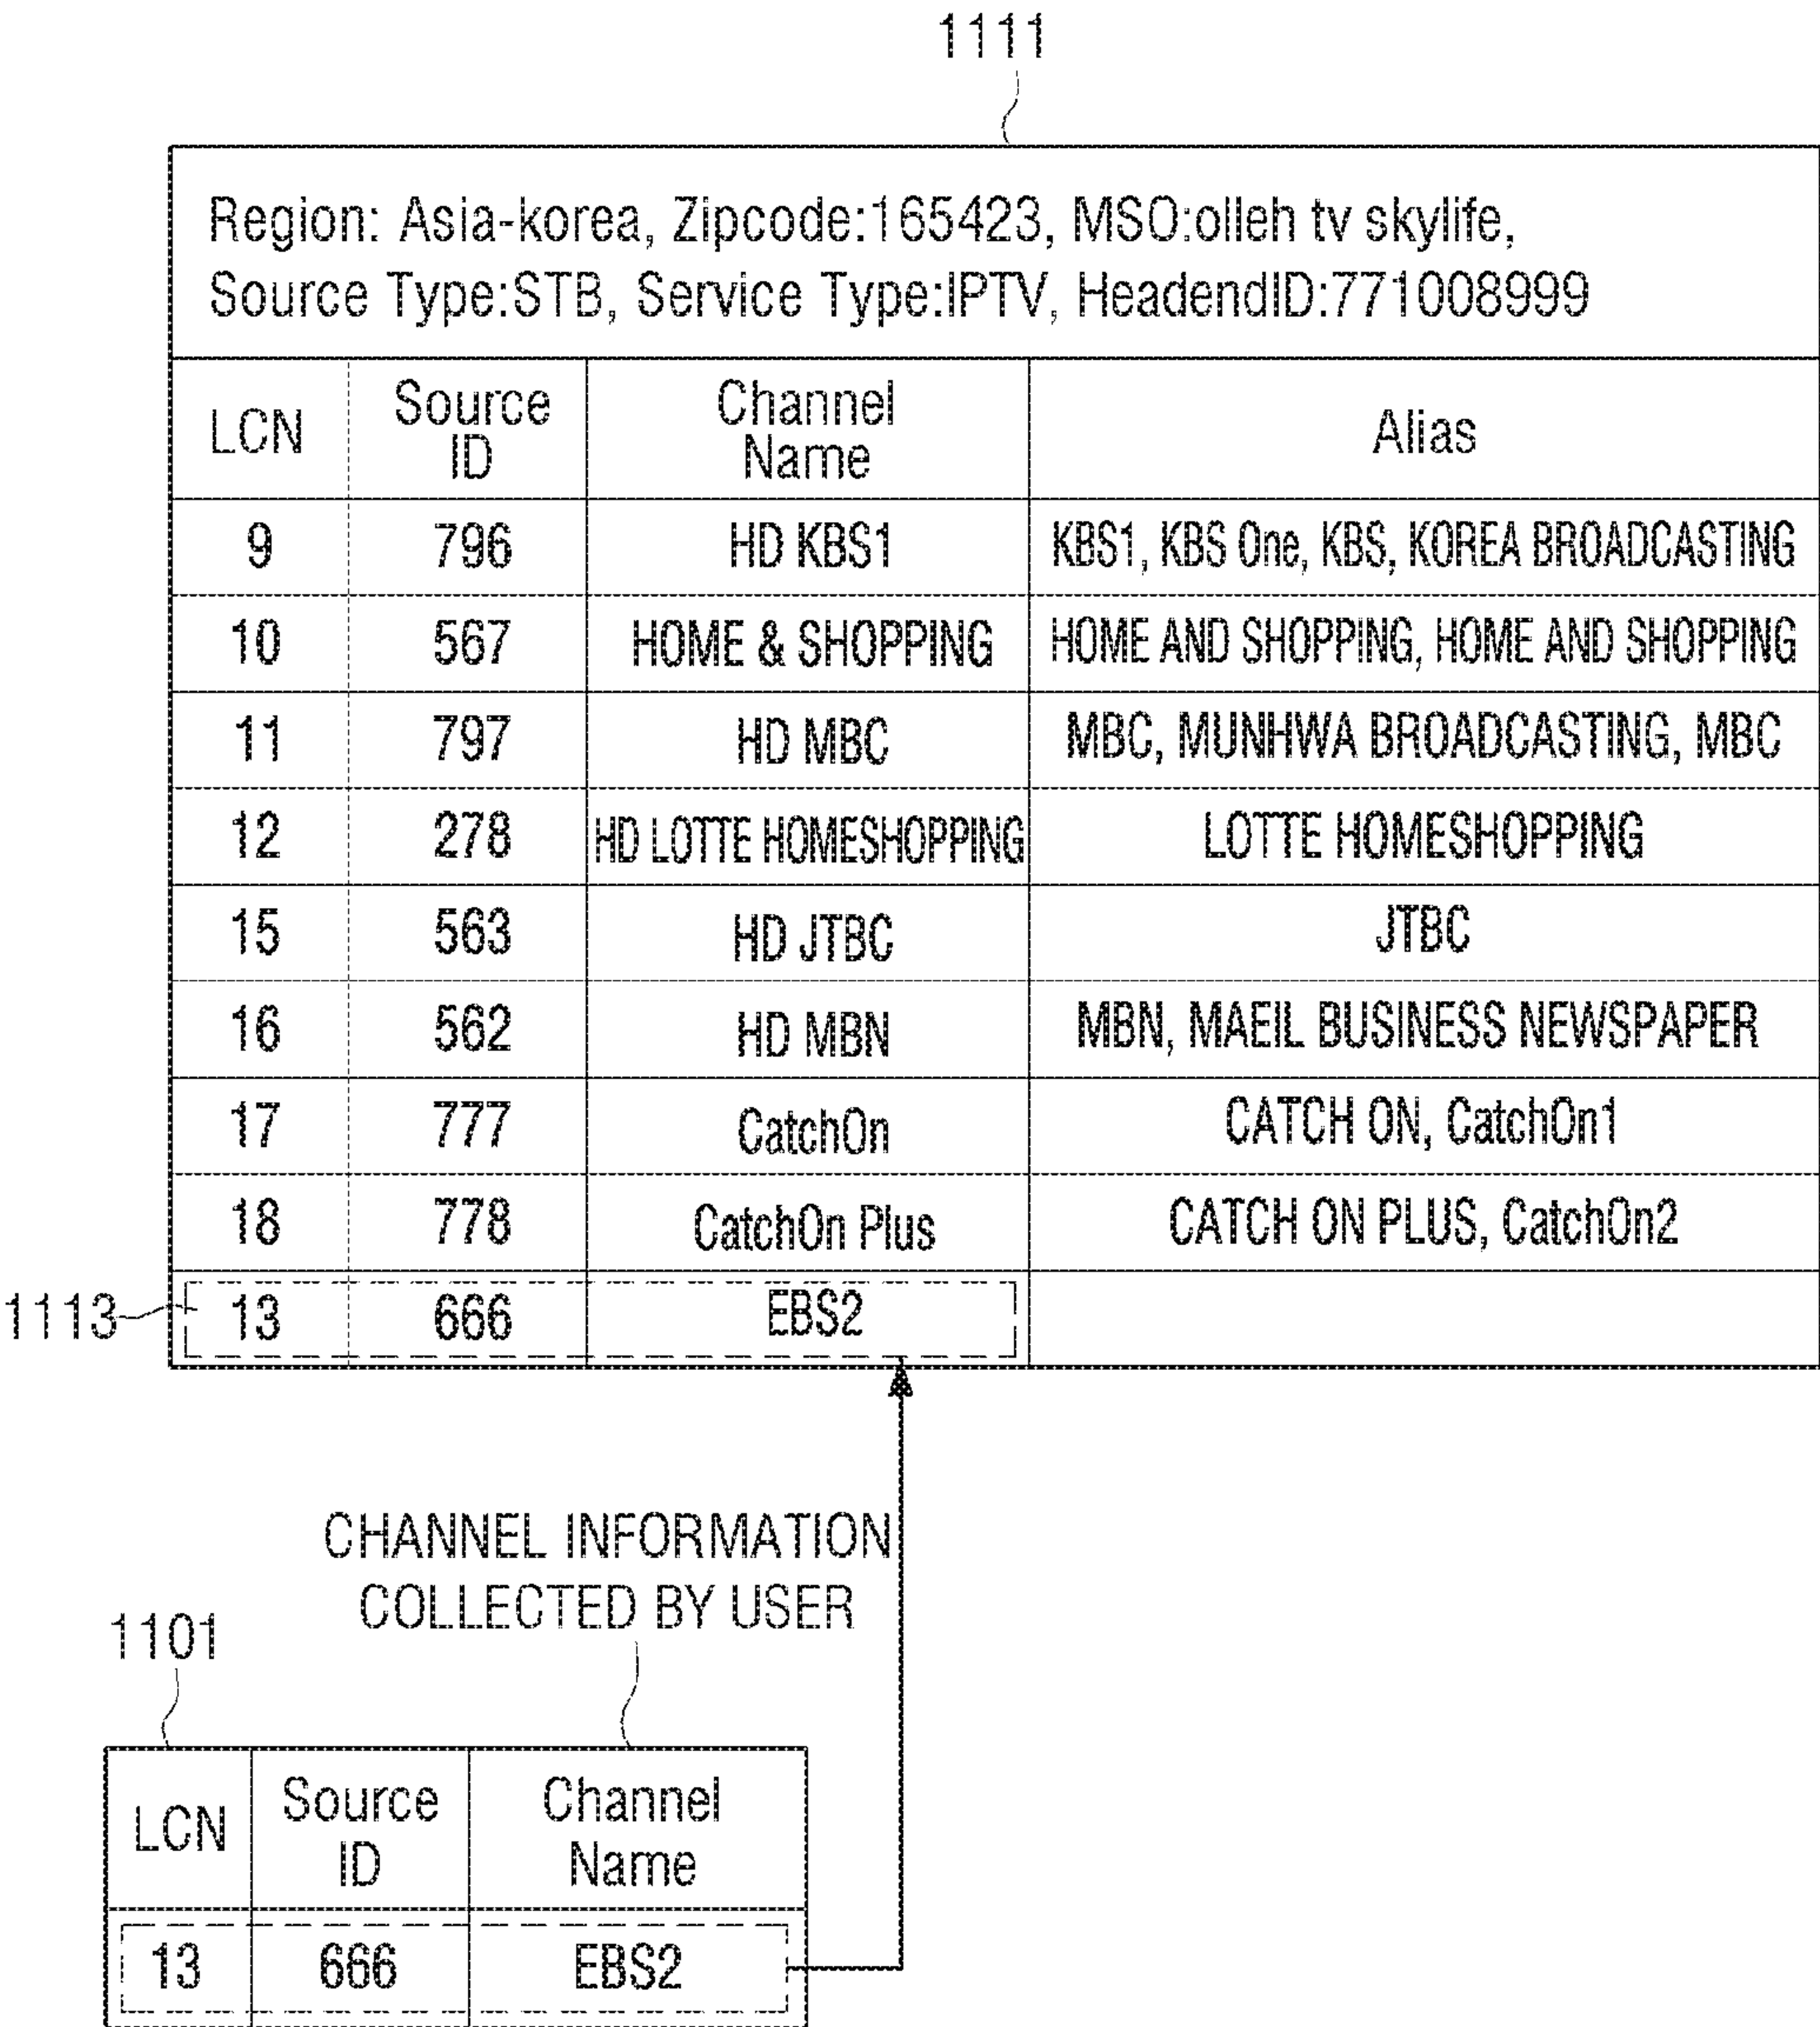 1111
Region: Asia-korea, Zipcode:165423, MSO:olleh tv skylife,
Source Type:STB, Service Type:IPTV, HeadendID:771008999
LCN Source ID Channel Name Alias
9 796 HD KBS1 KBS1, KBS One, KBS, KOREA BROADCASTING
10 567 HOME & SHOPPING HOME AND SHOPPING, HOME AND SHOPPING
11 797 HD MBC MBC, MUNHWA BROADCASTING, MBC
12 278 HD LOTTE HOMESHOPPING LOTTE HOMESHOPPING
15 563 HD JTBC JTBC
16 562 HD MBN MBN, MAEIL BUSINESS NEWSPAPER
17 777 CatchOn CATCH ON, CatchOn1
18 778 CatchOn Plus CATCH ON PLUS, CatchOn2
1113 13 666 EBS2
CHANNEL INFORMATION
COLLECTED BY USER
1101
LCN Source ID Channel Name
13 666 EBS2